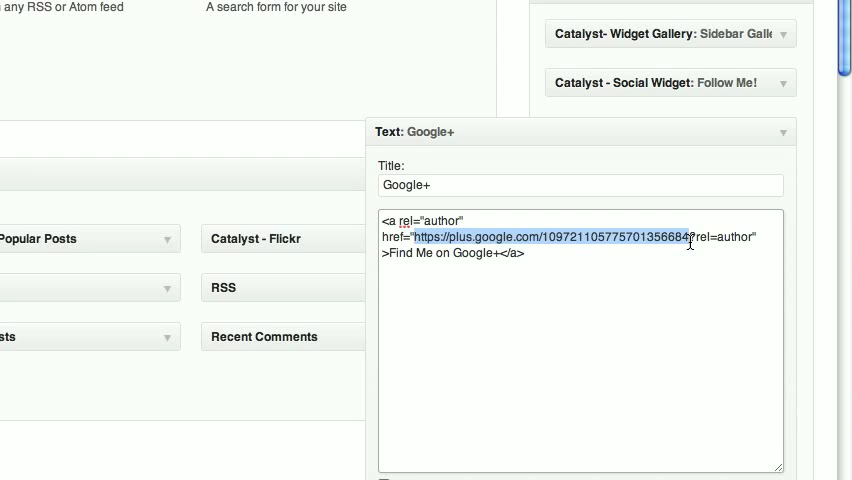 any RSS or Atom feed
A search form for your site
Catalyst- Widget Gallery: Sidebar Galle
Catalyst - Social Widget: Follow Me!
Text: Google+
Title:
Google+
<a rel="author"
href="https://plus.google.com/109721105775701356684?rel=author"
>Find Me on Google+</a>
Popular Posts
Catalyst - Flickr
RSS
sts
Recent Comments